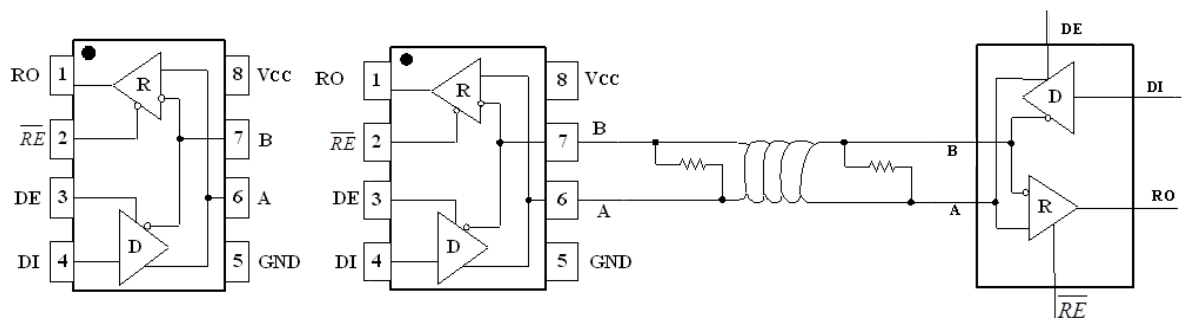 RO 1 R 8 VCC
RE 2 7 B
DE 3 6 A
DI 4 D 5 GND
RO 1 R 8 VCC
RE 2 7 B
DE 3 6 A
DI 4 D 5 GND
DE
D DI
B
A R RO
RE